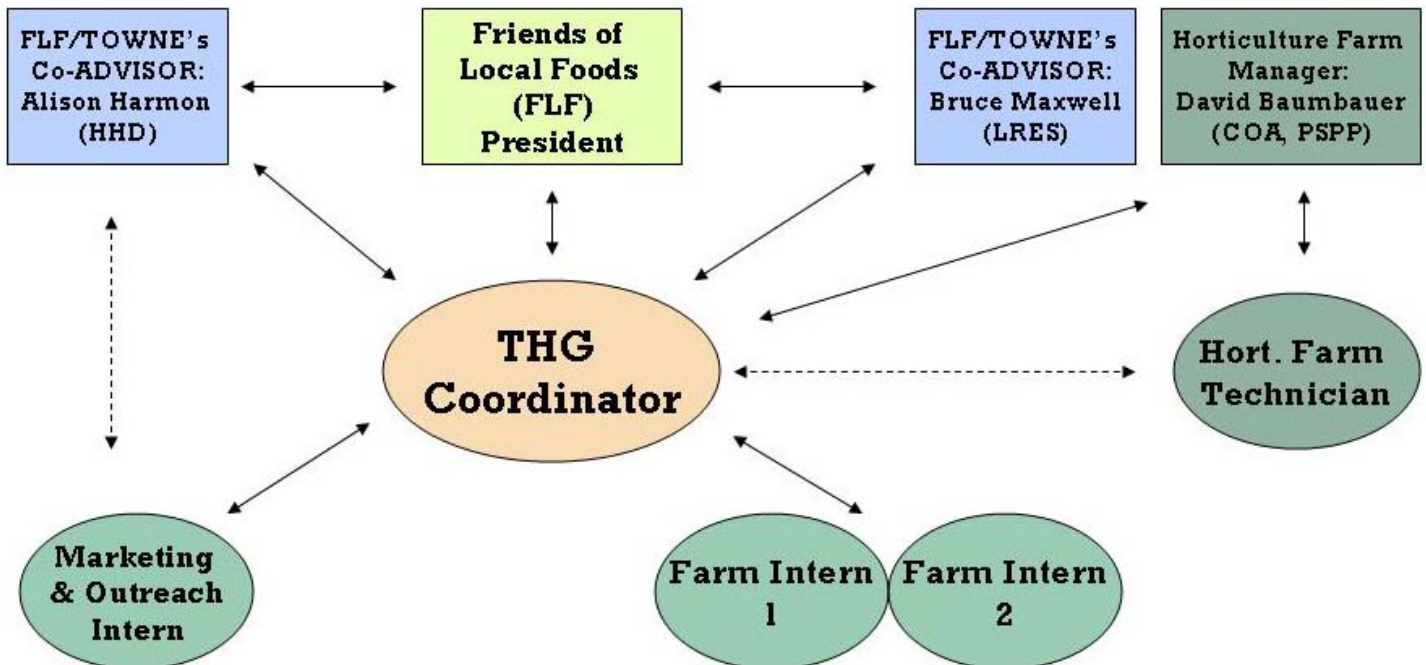 FLF/TOWNE's
Co-ADVISOR:
Alison Harmon
(HHD)
Friends of
Local Foods
(FLF)
President
FLF/TOWNE's
Co-ADVISOR:
Bruce Maxwell
(LRES)
Horticulture Farm
Manager:
David Baumbauer
(COA, PSPP)
THG
Coordinator
Hort. Farm
Technician
Marketing
& Outreach
Intern
Farm Intern
1
Farm Intern
2